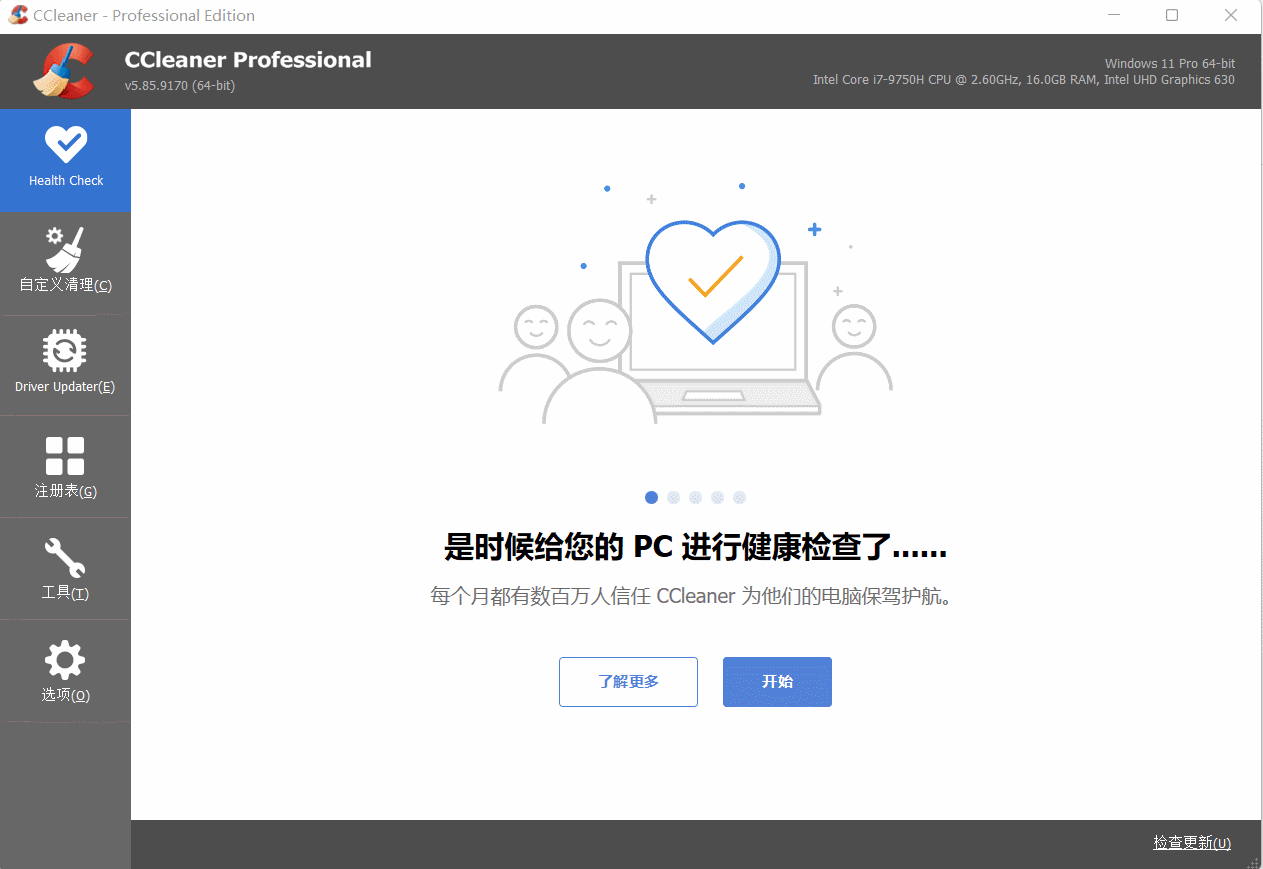 CCleaner - Professional Edition
CCleaner Professional
v5.85.9170 (64-bit)
Windows 11 Pro 64-bit
Intel Core i7-9750H CPU @ 2.60GHz, 16.0GB RAM, Intel UHD Graphics 630
Health Check
自定义清理(C)
Driver Updater(E)
注册表(G)
工具(T)
选项(O)
是时候给您的 PC 进行健康检查了......
每个月都有数百万人信任 CCleaner 为他们的电脑保驾护航。
了解更多
开始
检查更新(U)